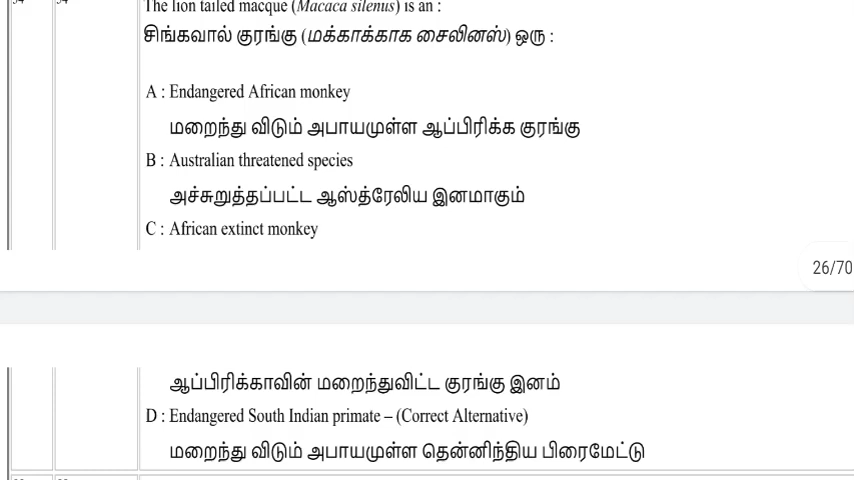 54 54 The lion tailed macque (Macaca silenus) is an :
சிங்கவால் குரங்கு (மக்காக்காக சைலினஸ்) ஒரு :
A : Endangered African monkey
மறைந்து விடும் அபாயமுள்ள ஆப்பிரிக்க குரங்கு
B : Australian threatened species
அச்சுறுத்தப்பட்ட ஆஸ்த்ரேலிய இனமாகும்
C : African extinct monkey
26/70
ஆப்பிரிக்காவின் மறைந்துவிட்ட குரங்கு இனம்
D : Endangered South Indian primate – (Correct Alternative)
மறைந்து விடும் அபாயமுள்ள தென்னிந்திய பிரைமேட்டு